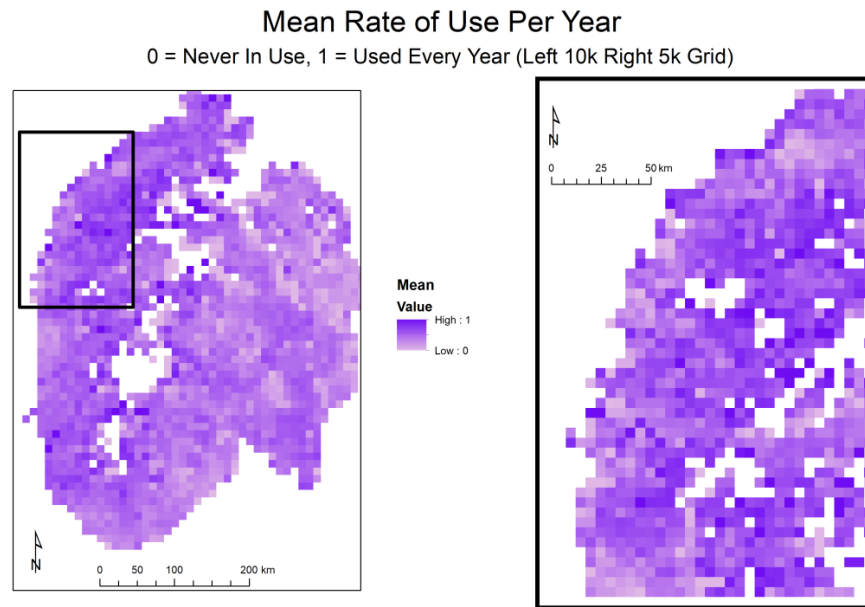 Mean Rate of Use Per Year
0 = Never In Use, 1 = Used Every Year (Left 10k Right 5k Grid)
N
0 25 50 km
Mean
Value
High : 1
Low : 0
N
0 50 100 200 km